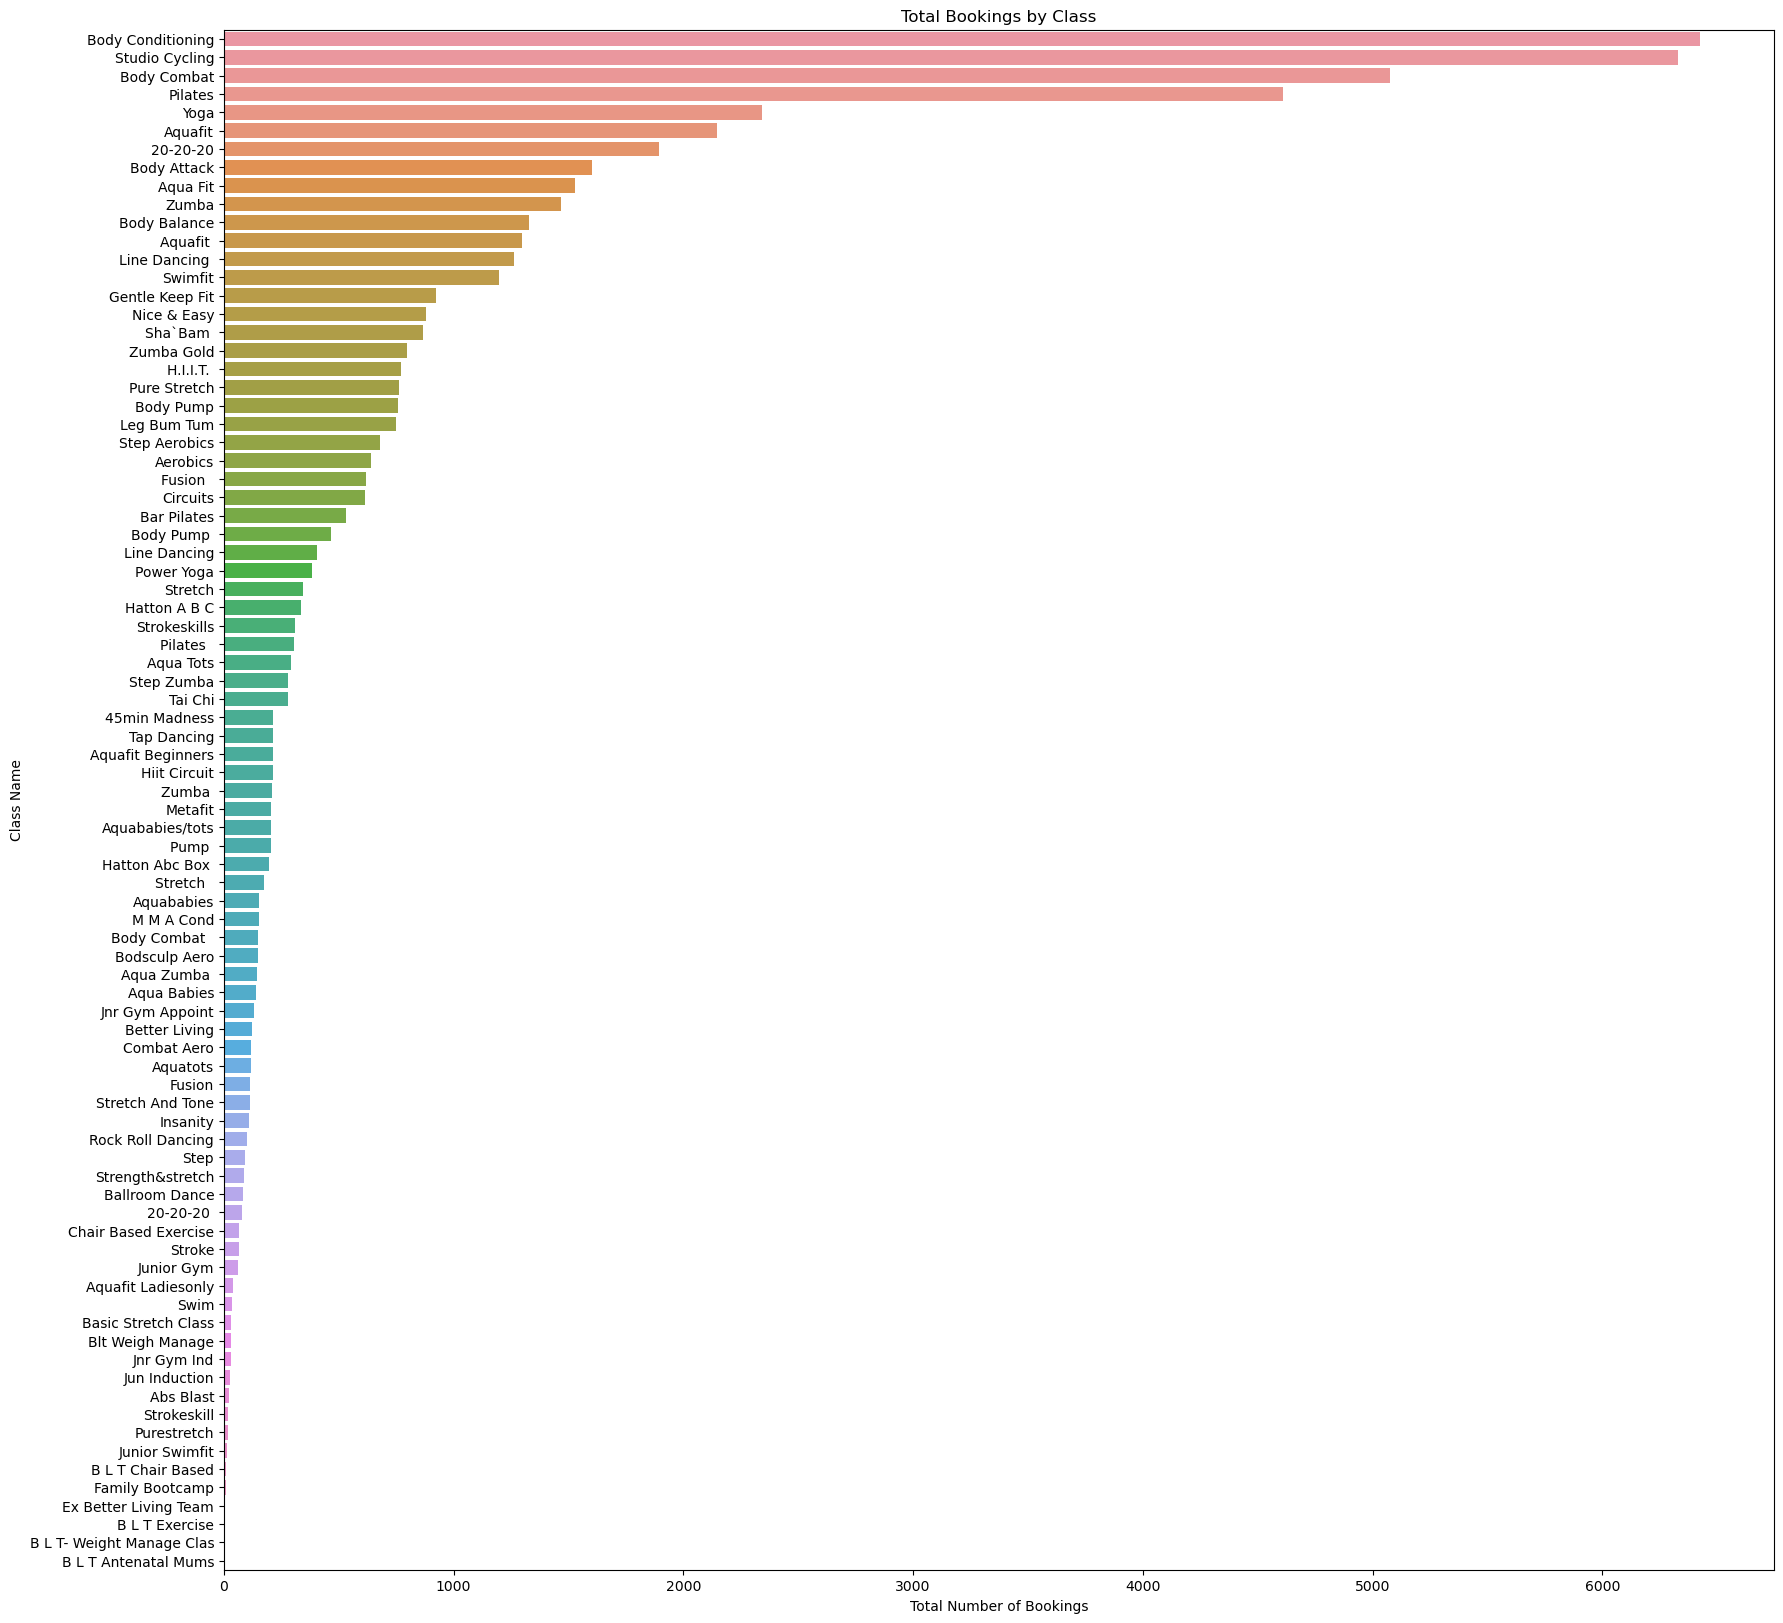 Total Bookings by Class
Body Conditioning
Studio Cycling
Body Combat
Pilates
Yoga
Aquafit
20-20-20
Body Attack
Aqua Fit
Zumba
Body Balance
Aquafit
Line Dancing
Swimfit
Gentle Keep Fit
Nice & Easy
Sha`Bam
Zumba Gold
H.I.I.T.
Pure Stretch
Body Pump
Leg Bum Tum
Step Aerobics
Aerobics
Fusion
Circuits
Bar Pilates
Body Pump
Line Dancing
Power Yoga
Stretch
Hatton A B C
Strokeskills
Pilates
Aqua Tots
Step Zumba
Tai Chi
45min Madness
Tap Dancing
Aquafit Beginners
Hiit Circuit
Zumba
Metafit
Aquababies/tots
Pump
Hatton Abc Box
Stretch
Aquababies
M M A Cond
Body Combat
Bodsculp Aero
Aqua Zumba
Aqua Babies
Jnr Gym Appoint
Better Living
Combat Aero
Aquatots
Fusion
Stretch And Tone
Insanity
Rock Roll Dancing
Step
Strength&stretch
Ballroom Dance
20-20-20
Chair Based Exercise
Stroke
Junior Gym
Aquafit Ladiesonly
Swim
Basic Stretch Class
Blt Weigh Manage
Jnr Gym Ind
Jun Induction
Abs Blast
Strokeskill
Purestretch
Junior Swimfit
B L T Chair Based
Family Bootcamp
Ex Better Living Team
B L T Exercise
B L T- Weight Manage Clas
B L T Antenatal Mums
Class Name
0 1000 2000 3000 4000 5000 6000
Total Number of Bookings